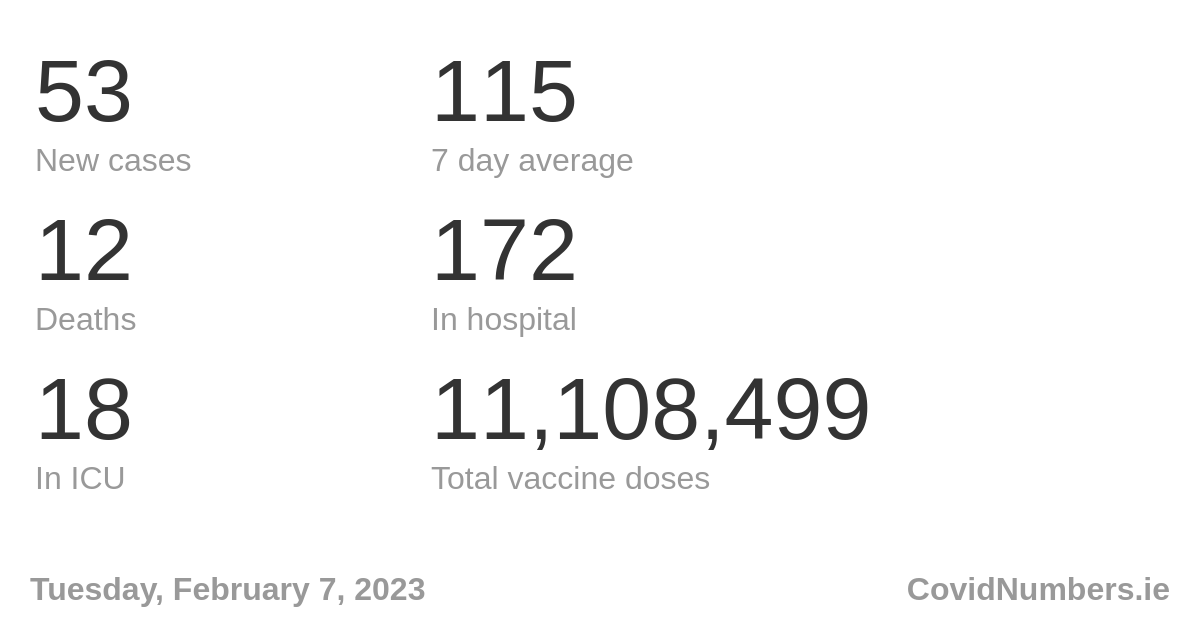 53
115
New cases
7 day average
12
172
Deaths
In hospital
18
11,108,499
In ICU
Total vaccine doses
Tuesday, February 7, 2023
CovidNumbers.ie